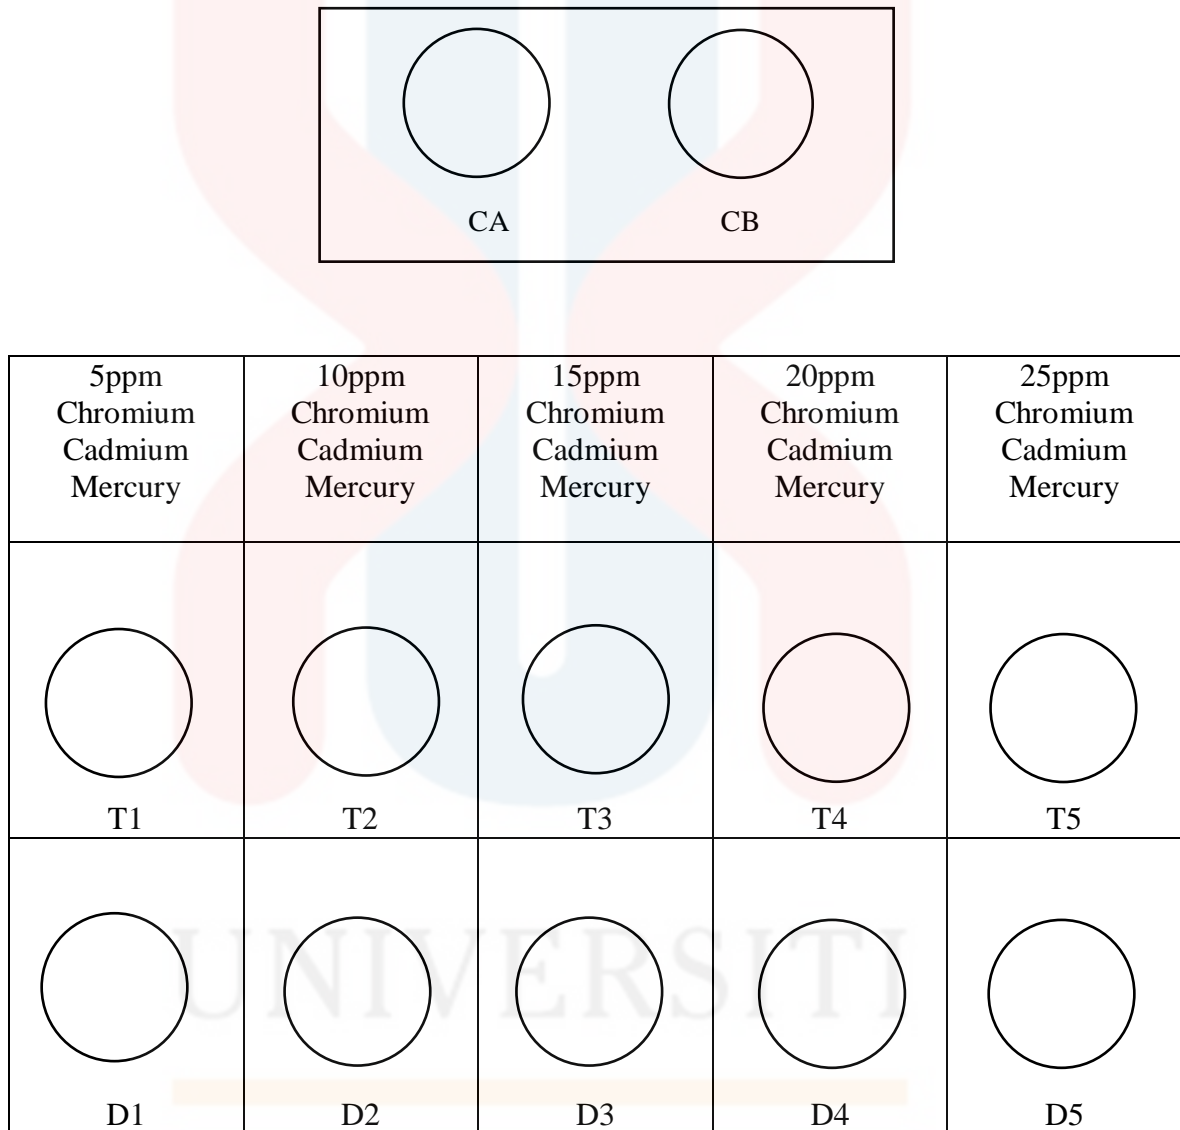 CA CB
5ppm 10ppm 15ppm 20ppm 25ppm
Chromium Chromium Chromium Chromium Chromium
Cadmium Cadmium Cadmium Cadmium Cadmium
Mercury Mercury Mercury Mercury Mercury
T1 T2 T3 T4 T5
UNIVERSITI
D1 D2 D3 D4 D5